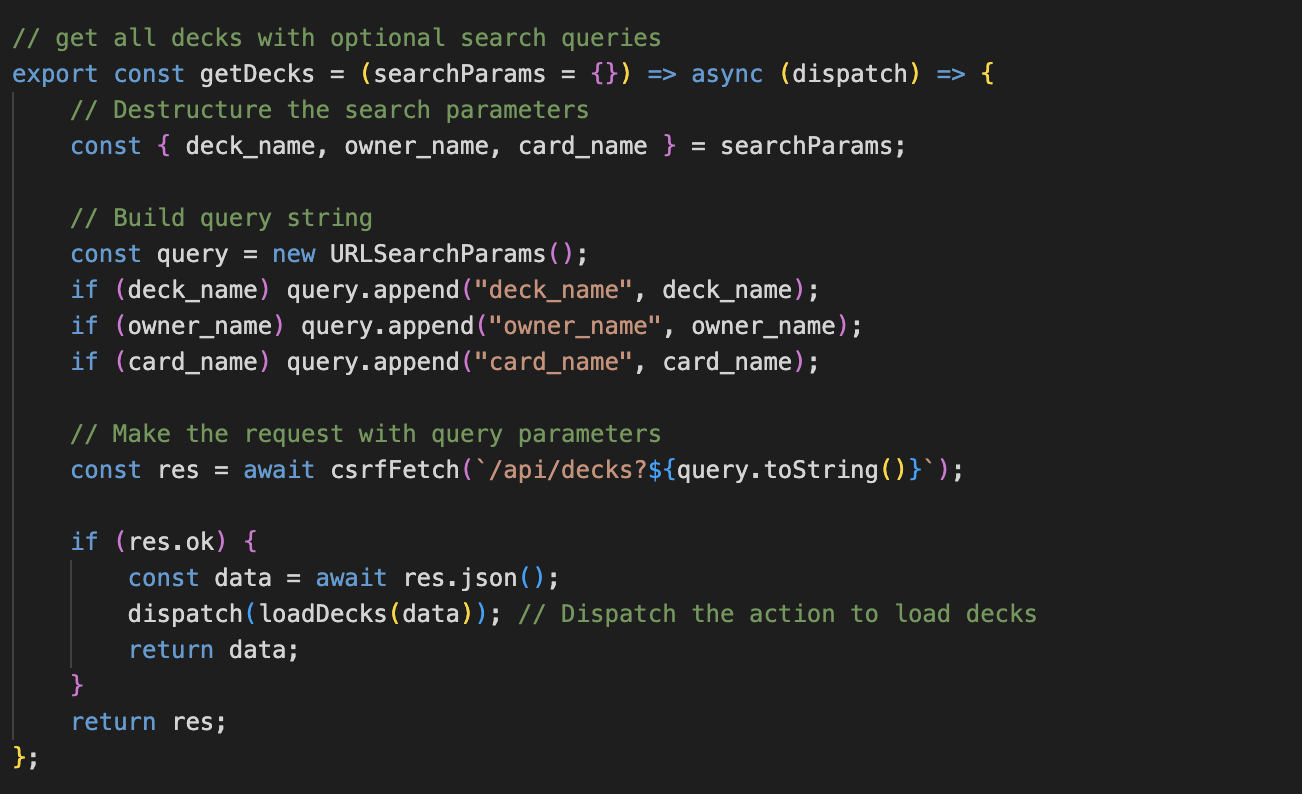 // get all decks with optional search queries
export const getDecks = (searchParams = {}) => async (dispatch) => {
    // Destructure the search parameters
    const { deck_name, owner_name, card_name } = searchParams;

    // Build query string
    const query = new URLSearchParams();
    if (deck_name) query.append("deck_name", deck_name);
    if (owner_name) query.append("owner_name", owner_name);
    if (card_name) query.append("card_name", card_name);

    // Make the request with query parameters
    const res = await csrfFetch(`/api/decks?${query.toString()}`);

    if (res.ok) {
        const data = await res.json();
        dispatch(loadDecks(data)); // Dispatch the action to load decks
        return data;
    }
    return res;
};